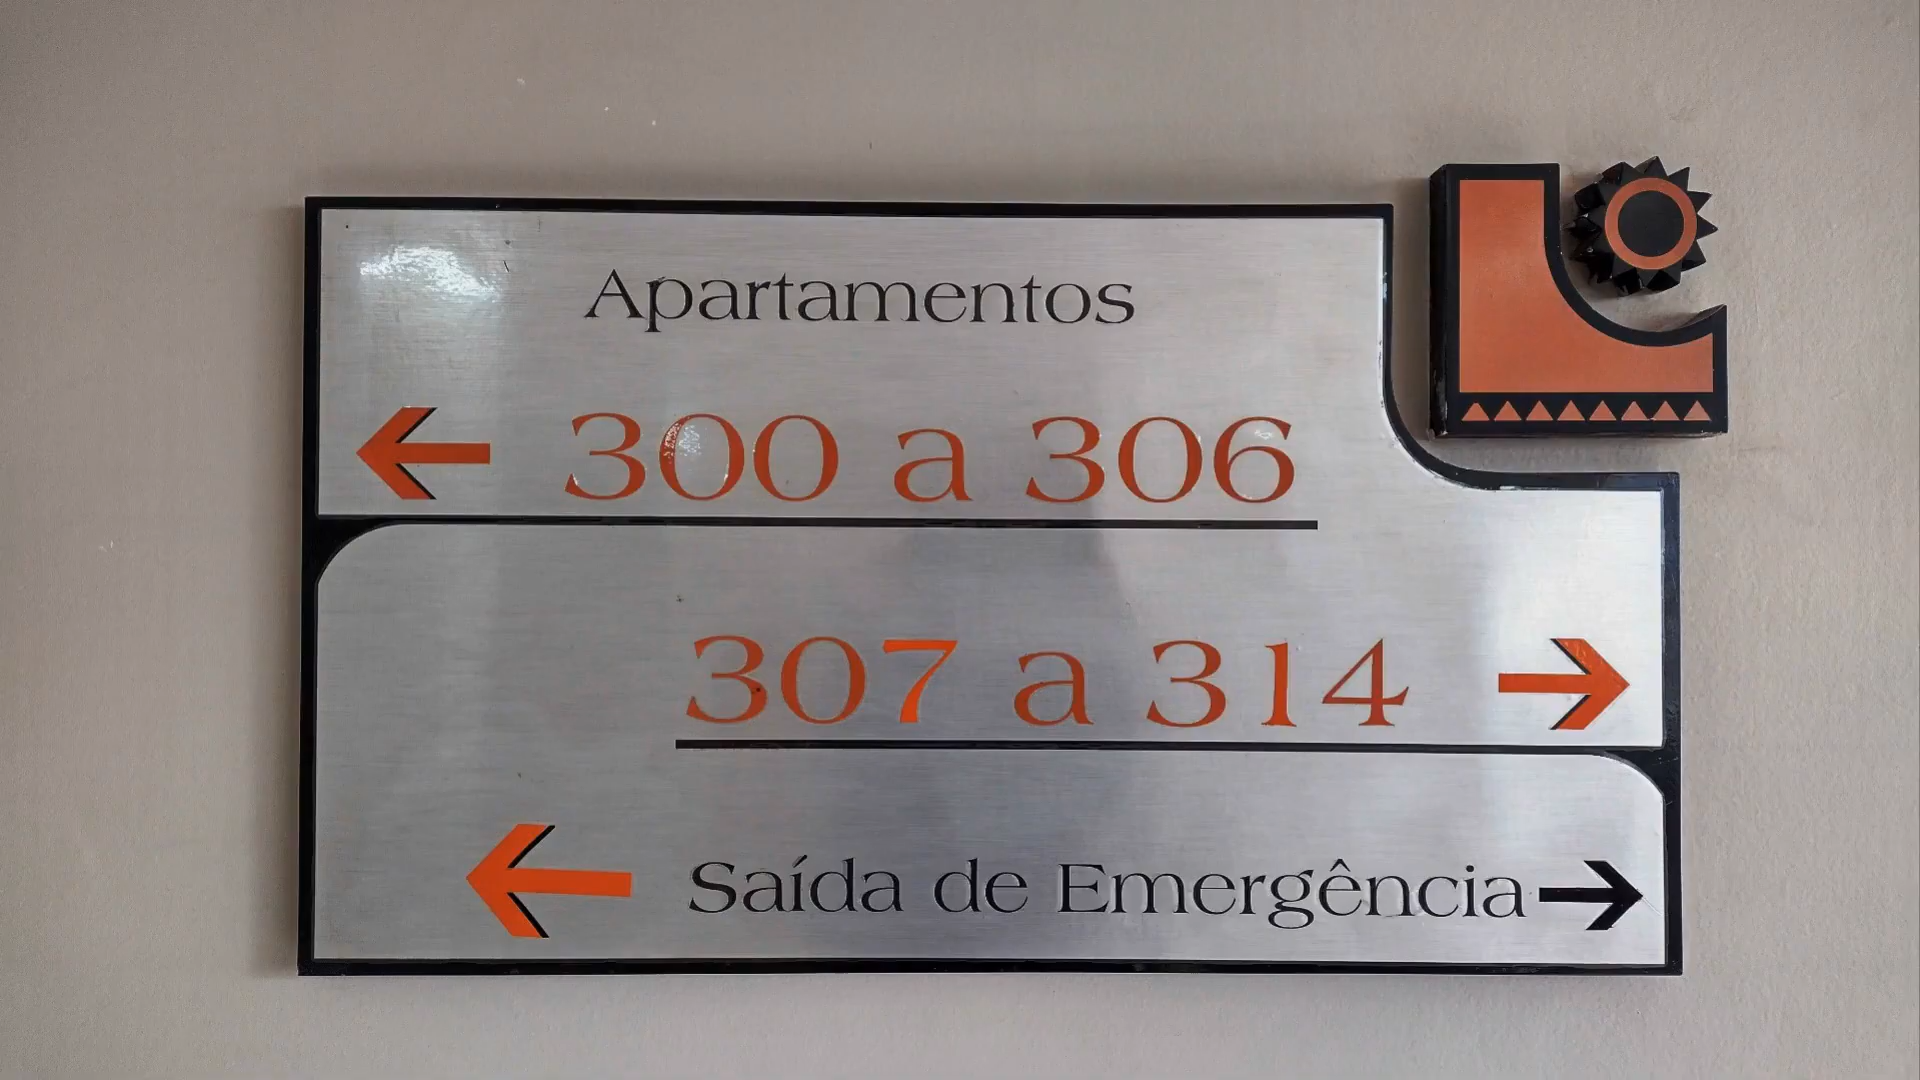 Apartamentos
← 300 a 306
307 a 314 →
← Saída de Emergência →